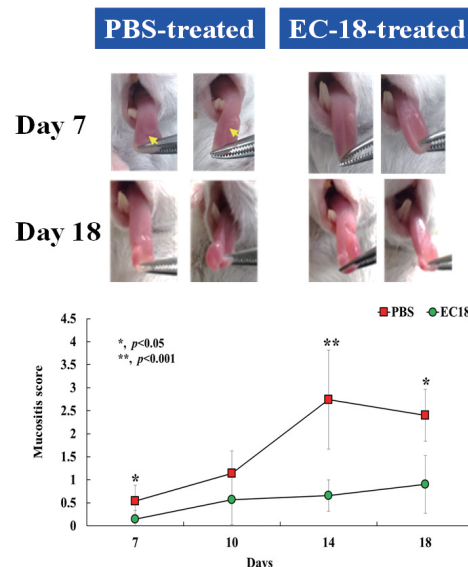 PBS-treated EC-18-treated
Day 7
Day 18
PBS EC18
*, p<0.05
**, p<0.001
Mucositis score
4.5
4
3.5
3
2.5
2
1.5
1
0.5
0
*
**
*
7 10 14 18
Days